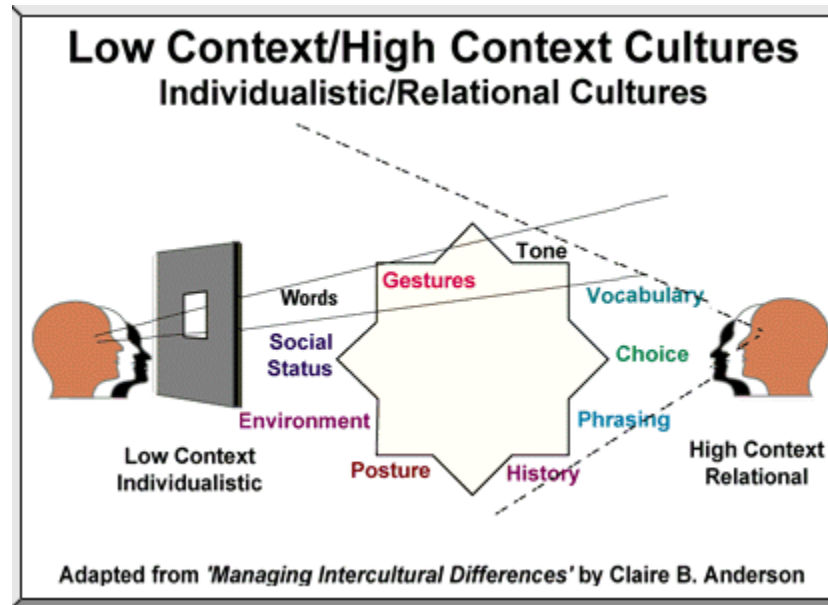 Low Context/High Context Cultures
Individualistic/Relational Cultures
Tone
Gestures
Words
Vocabulary
Social
Status
Choice
Environment
Phrasing
Posture
History
Low Context
Individualistic
High Context
Relational
Adapted from 'Managing Intercultural Differences' by Claire B. Anderson